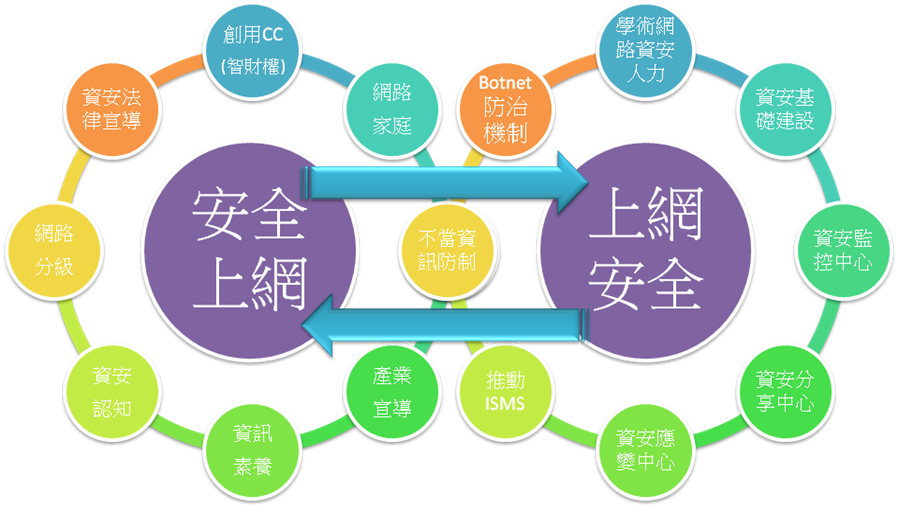 創用CC
(智財權)
網路
家庭
資安法
律宣導
安全
上網
網路
分級
不當資
訊防制
資安
認知
產業
宣導
資訊
素養
學術網
路資安
人力
Botnet
防治
機制
資安基
礎建設
上網
安全
資安監
控中心
推動
ISMS
資安分
享中心
資安應
變中心